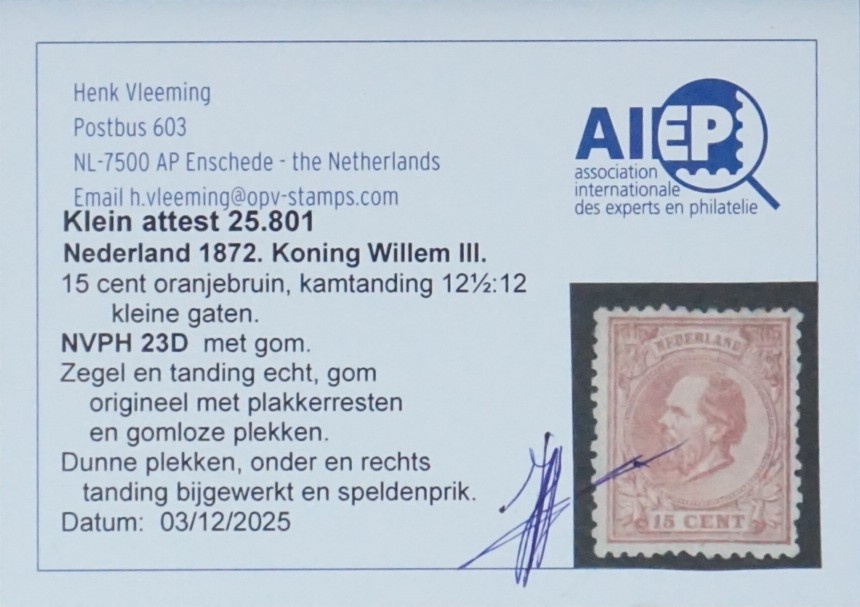 Henk Vleeming
Postbus 603
NL-7500 AP Enschede - the Netherlands
Email h.vleeming@opv-stamps.com
AIEP
association
internationale
des experts en philatelie
Klein attest 25.801
Nederland 1872. Koning Willem III.
15 cent oranjebruin, kamtanding 12½:12
kleine gaten.
NVPH 23D met gom.
Zegel en tanding echt, gom
origineel met plakkerresten
en gomloze plekken.
Dunne plekken, onder en rechts
tanding bijgewerkt en speldenprik.
Datum: 03/12/2025
NEDERLAND
15 CENT